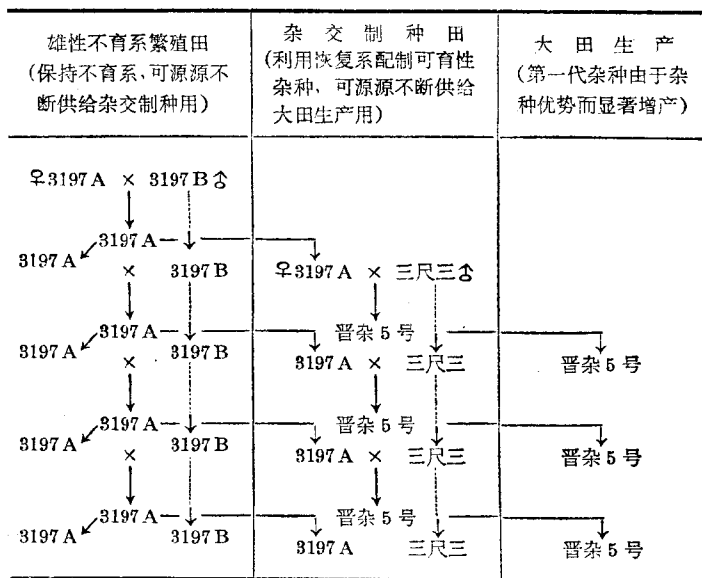 雄性不育系繁殖田
(保持不育系、可源源不
断供给杂交制种用)
杂交制种田
(利用恢复系配制可育性
杂种、可源源不断供给
大田生产用)
大田生产
(第一代杂种由于杂
种优势而显著增产)
♀3197A × 3197B♂
3197A
3197A × 3197B ♀3197A × 三尺三♂
3197A 晋杂5号
3197A × 3197B 3197A × 三尺三 晋杂5号
3197A 晋杂5号
3197A × 3197B 3197A × 三尺三 晋杂5号
3197A 晋杂5号
3197A 3197B 3197A 三尺三 晋杂5号